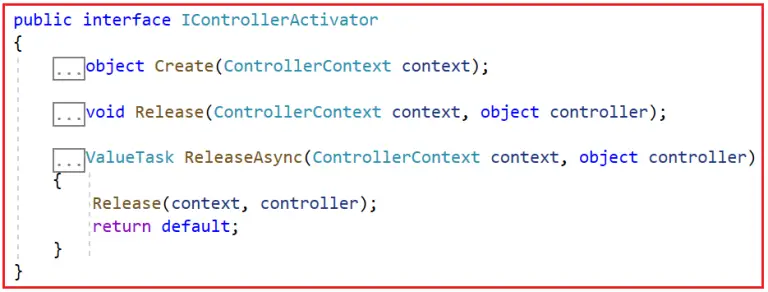 public interface IControllerActivator
{
...object Create(ControllerContext context);
...void Release(ControllerContext context, object controller);
...ValueTask ReleaseAsync(ControllerContext context, object controller)
{
Release(context, controller);
return default;
}
}